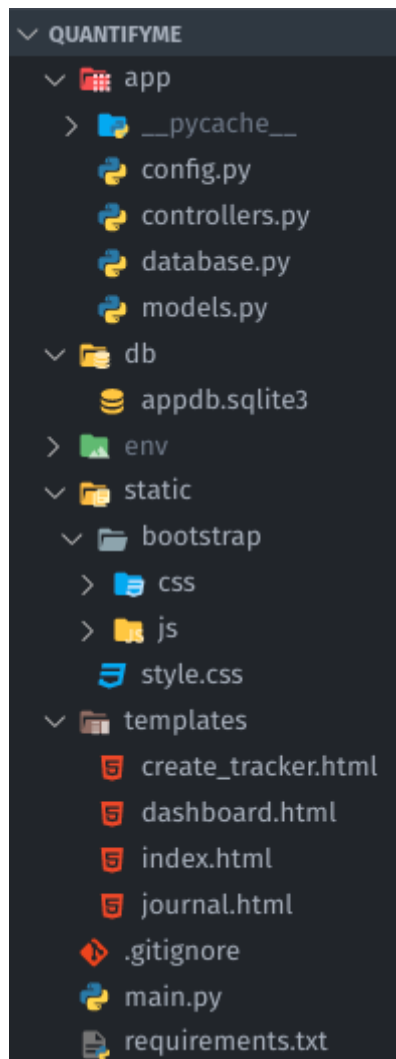 QUANTIFYME
app
__pycache__
config.py
controllers.py
database.py
models.py
db
appdb.sqlite3
env
static
bootstrap
css
js
style.css
templates
create_tracker.html
dashboard.html
index.html
journal.html
.gitignore
main.py
requirements.txt